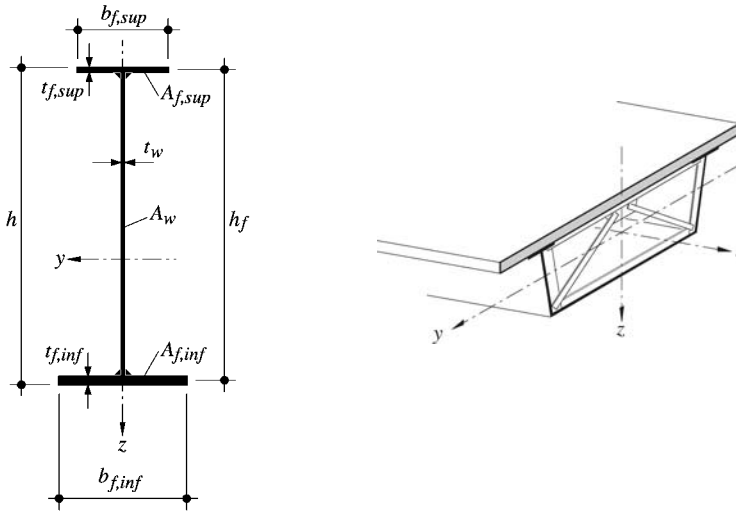 b_{f,sup}
t_{f,sup}
A_{f,sup}
t_w
h
A_w
h_f
y
t_{f,inf}
A_{f,inf}
z
b_{f,inf}
y
z